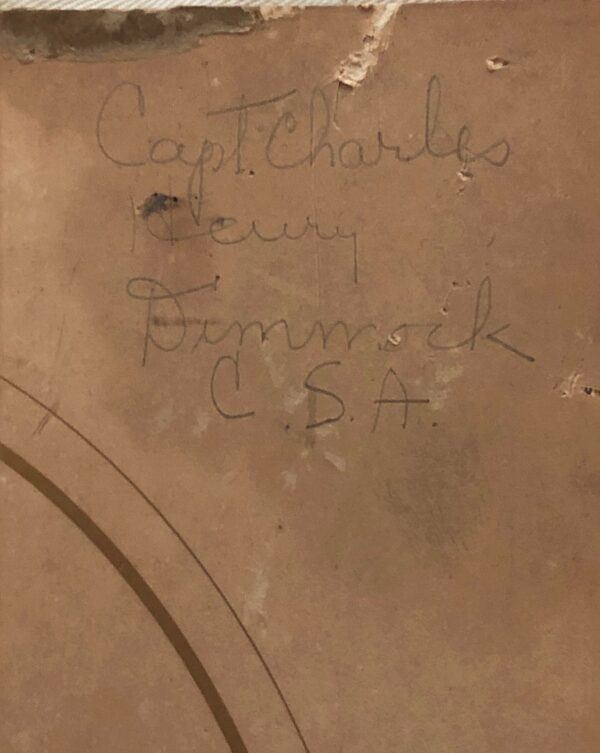 Capt. Charles
Henry
Dimmock
C.S.A.